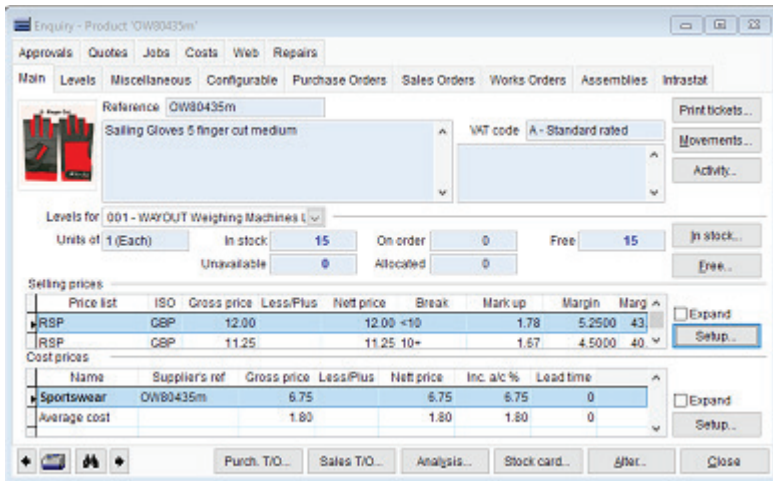 Enquiry - Product 'OW80435m'
Approvals Quotes Jobs Costs Web Repairs
Main Levels Miscellaneous Configurable Purchase Orders Sales Orders Works Orders Assemblies Intrastat
Reference OW80435m Print tickets...
Sailing Gloves 5 finger cut medium VAT code A - Standard rated
Movements...
Activity...
Levels for 001 - WAYOUT Weighing Machines
Units of 1 (Each) In stock 15 On order 0 Free 15 In stock...
Unavailable 0 Allocated 0 Free...
Selling prices
Price list ISO Gross price Less/Plus Nett price Break Mark up Margin Marg
RSP GBP 12.00 12.00 <10 1.78 5.2500 43. Expand
RSP GBP 11.25 11.25 10+ 1.67 4.5000 40. Setup...
Cost prices
Name Supplier's ref Gross price Less/Plus Nett price Inc. a/c % Lead time
Sportswear OW80435m 6.75 6.75 6.75 0 Expand
Average cost 1.80 1.80 1.80 0 Setup...
Purch. T/O... Sales T/O... Analysis... Stock card... Alter... Close